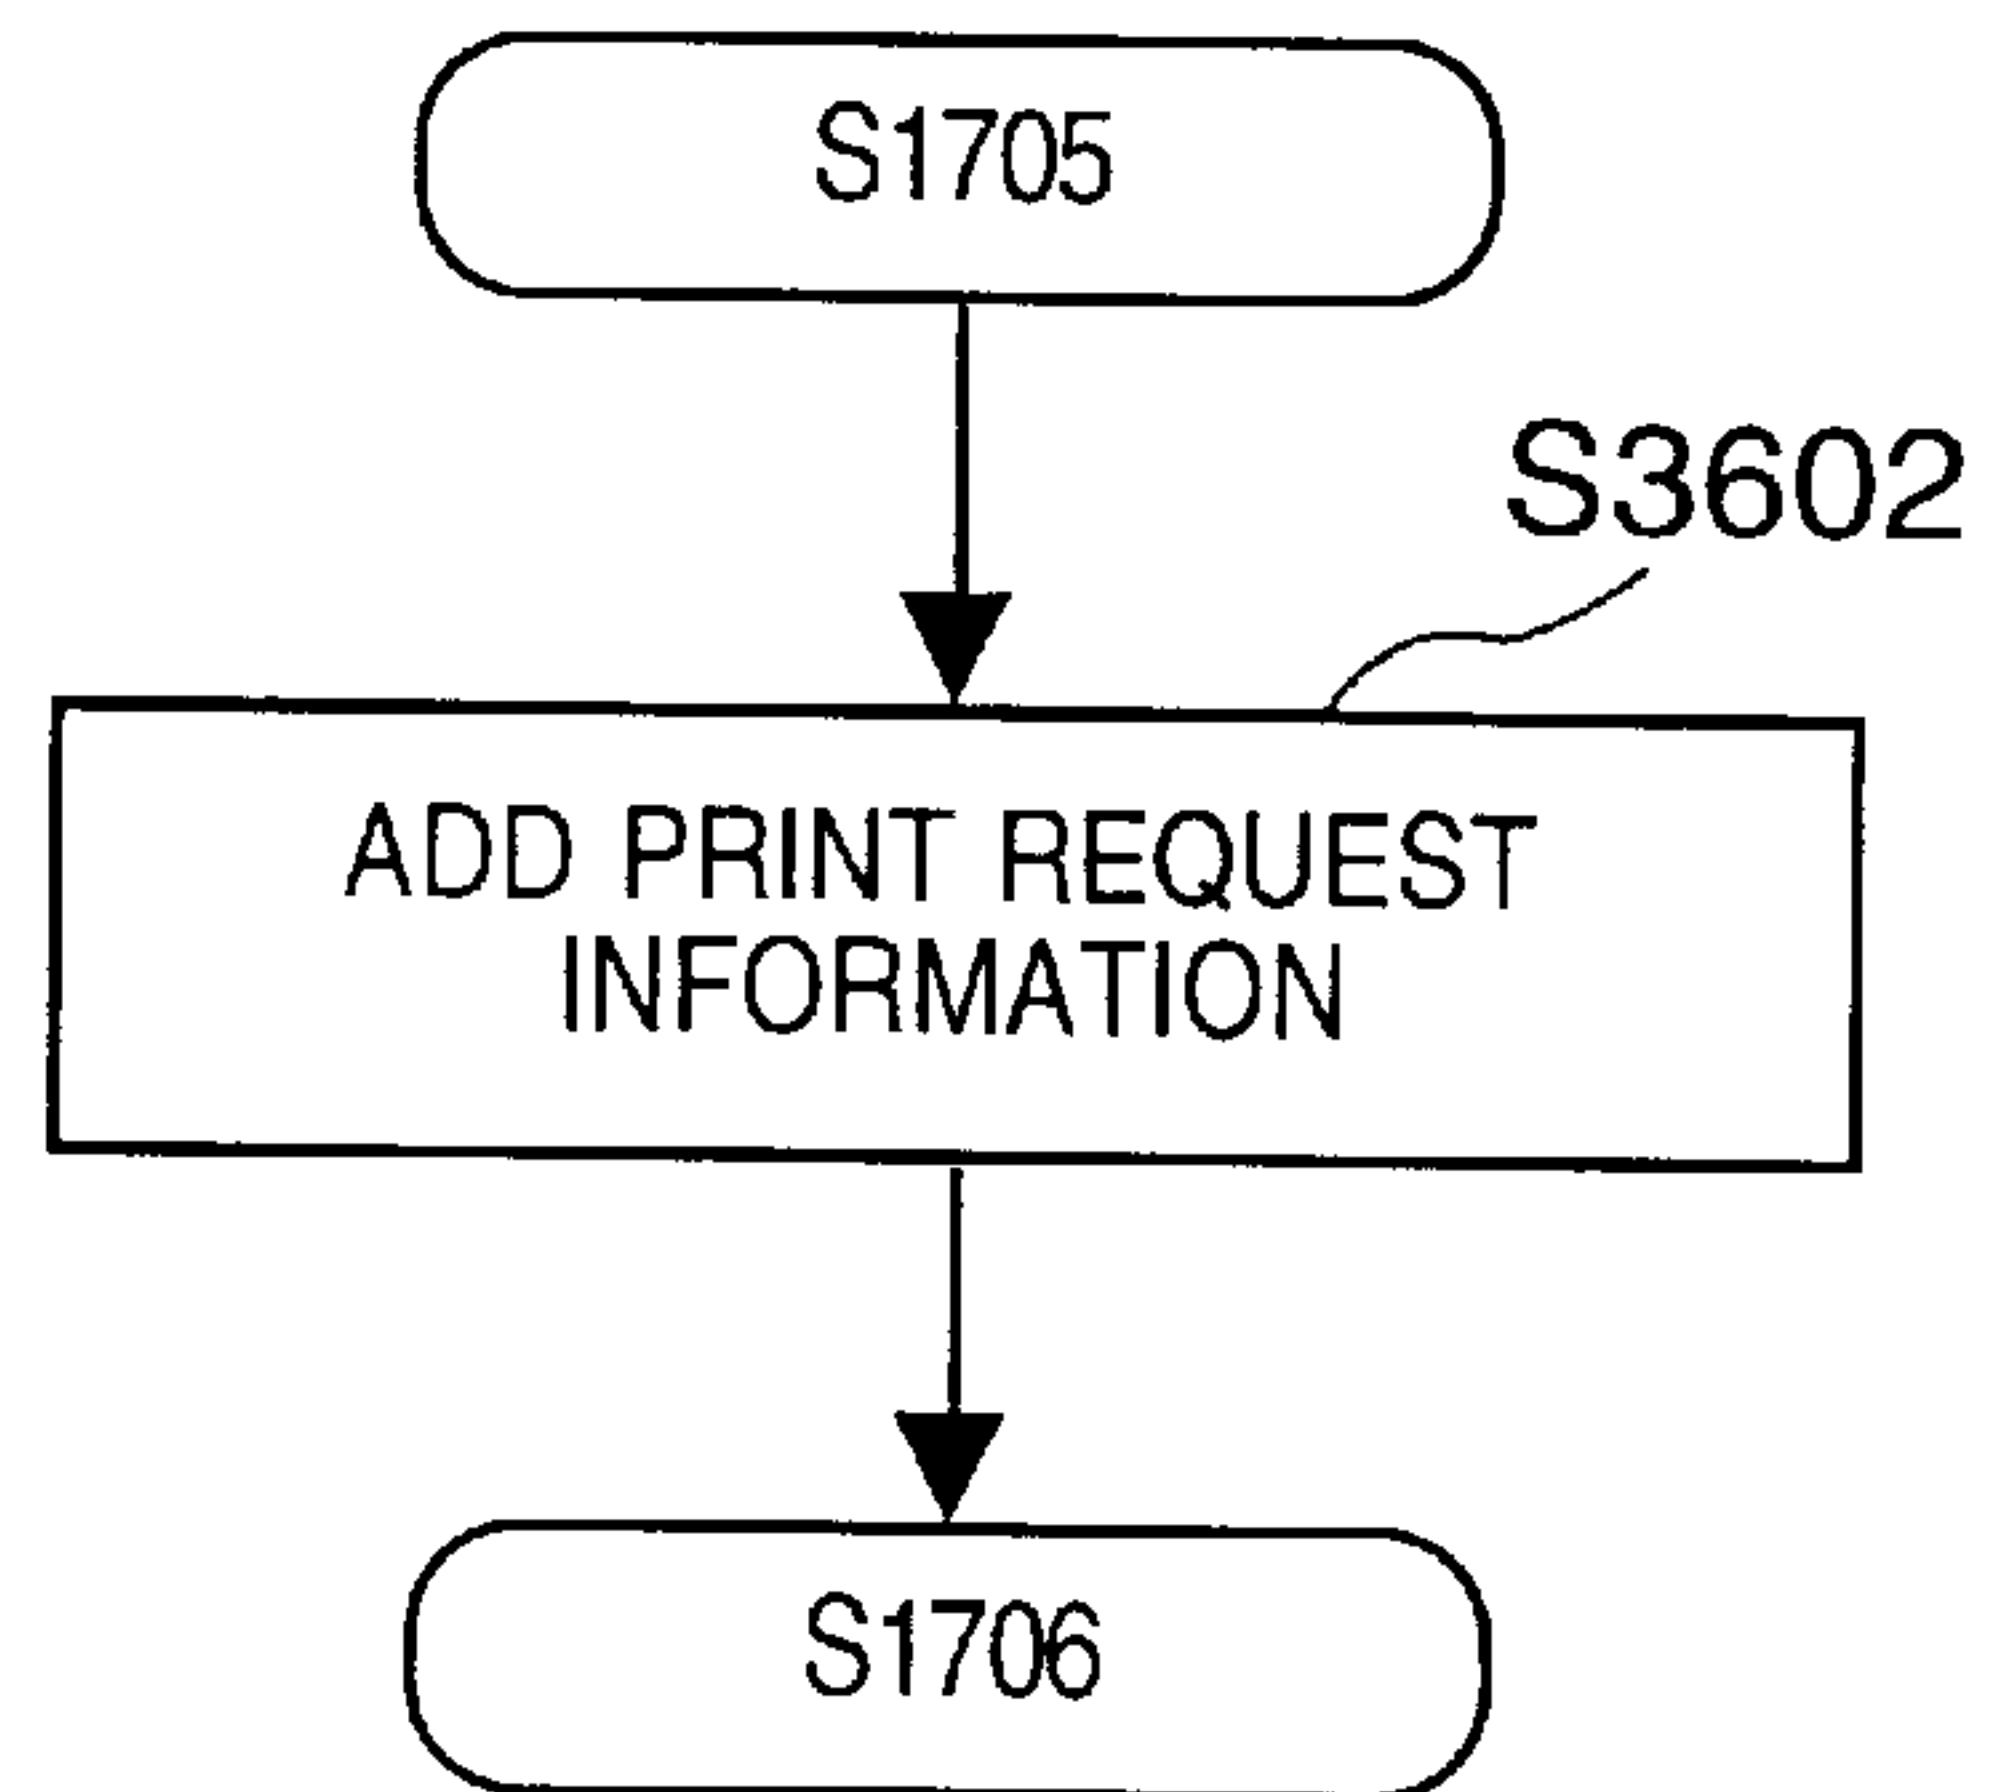 S1705
S3602
ADD PRINT REQUEST
INFORMATION
S1706